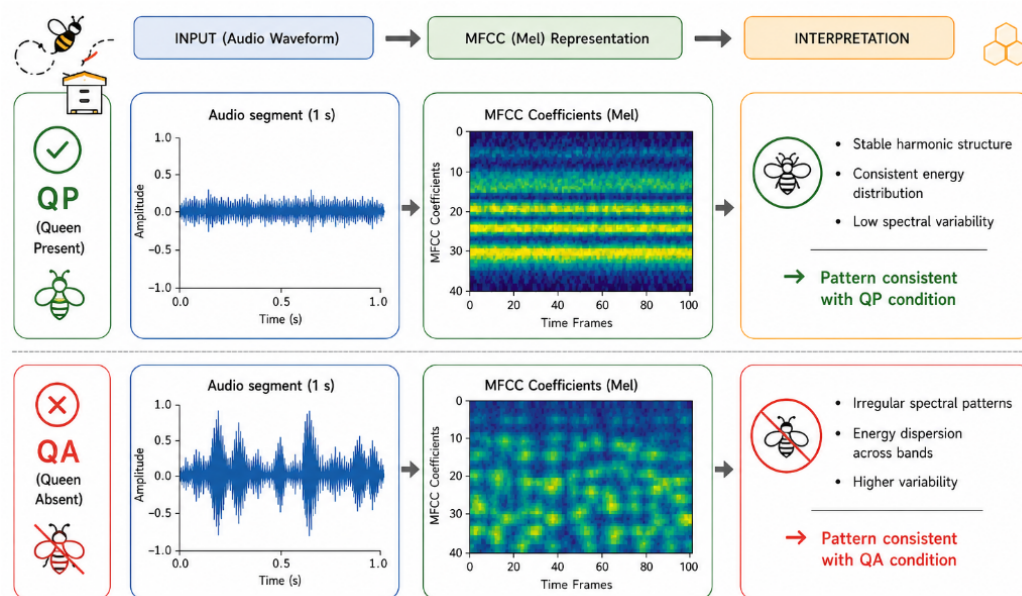 INPUT (Audio Waveform)
MFCC (Mel) Representation
INTERPRETATION
QP
(Queen
Present)
Audio segment (1 s)
Amplitude
1.0
0.5
0.0
−0.5
−1.0
0.0
0.5
1.0
Time (s)
MFCC Coefficients (Mel)
MFCC Coefficients
0
10
20
30
40
0
20
40
60
80
100
Time Frames
• Stable harmonic structure
• Consistent energy
distribution
• Low spectral variability
→ Pattern consistent
with QP condition
QA
(Queen
Absent)
Audio segment (1 s)
Amplitude
1.0
0.5
0.0
−0.5
−1.0
0.0
0.5
1.0
Time (s)
MFCC Coefficients (Mel)
MFCC Coefficients
0
10
20
30
40
0
20
40
60
80
100
Time Frames
• Irregular spectral patterns
• Energy dispersion
across bands
• Higher variability
→ Pattern consistent
with QA condition